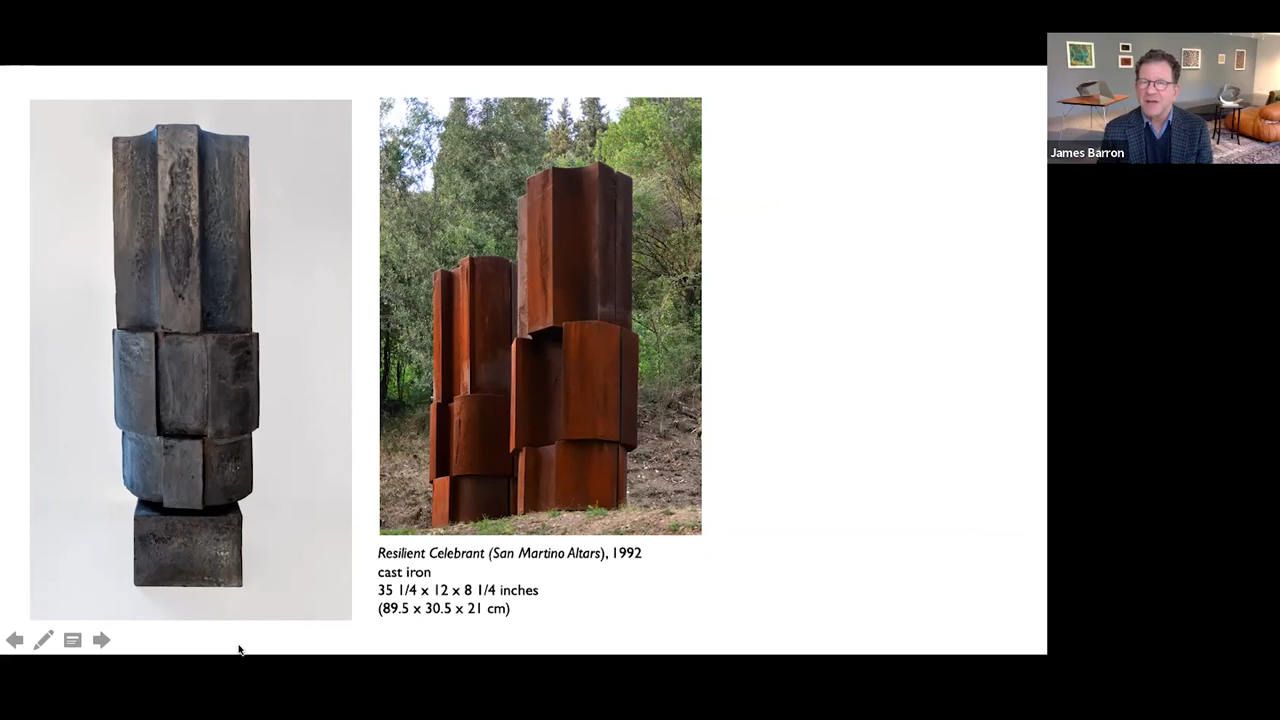 James Barron
Resilient Celebrant (San Martino Altars), 1992
cast iron
35 1/4 x 12 x 8 1/4 inches
(89.5 x 30.5 x 21 cm)